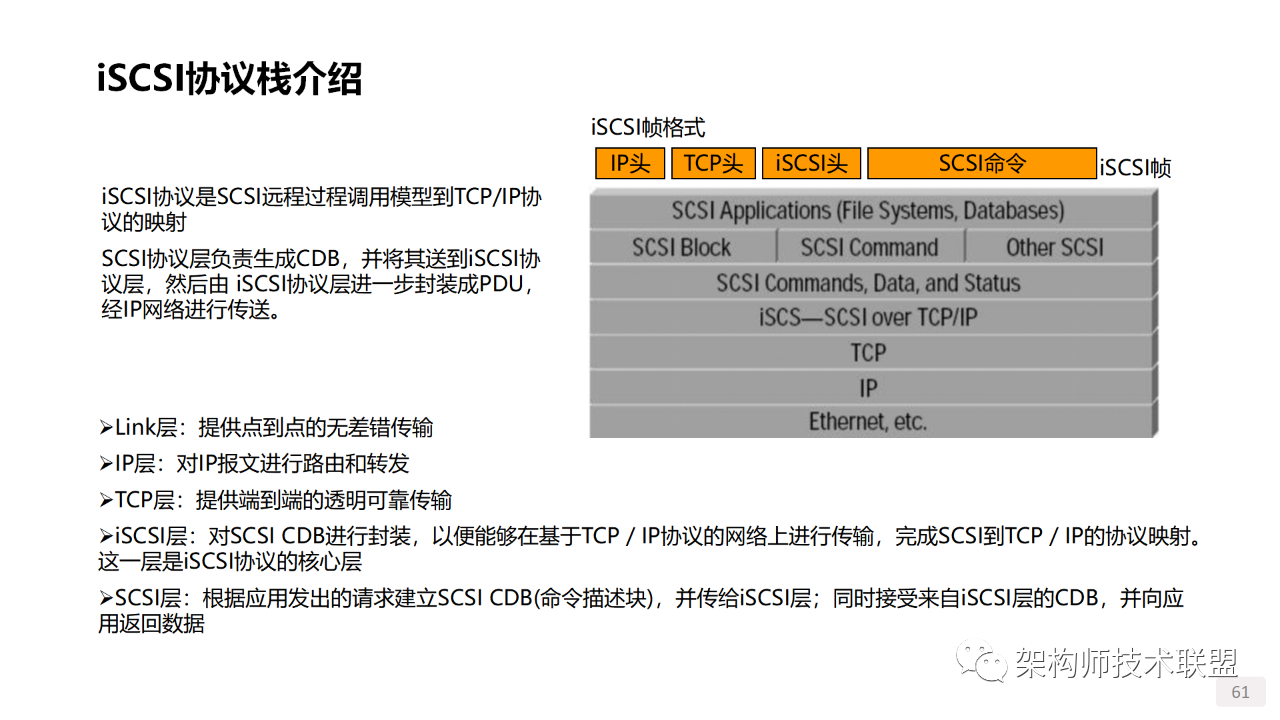 iSCSI协议栈介绍
iSCSI帧格式
IP头 TCP头 iSCSI头 SCSI命令 iSCSI帧
iSCSI协议是SCSI远程过程调用模型到TCP/IP协
议的映射
SCSI协议层负责生成CDB，并将其送到iSCSI协
议层，然后由 iSCSI协议层进一步封装成PDU，
经IP网络进行传送。
SCSI Applications (File Systems, Databases)
SCSI Block SCSI Command Other SCSI
SCSI Commands, Data, and Status
iSCS—SCSI over TCP/IP
TCP
IP
Ethernet, etc.
➢Link层：提供点到点的无差错传输
➢IP层：对IP报文进行路由和转发
➢TCP层：提供端到端的透明可靠传输
➢iSCSI层：对SCSI CDB进行封装，以便能够在基于TCP / IP协议的网络上进行传输，完成SCSI到TCP / IP的协议映射。
这一层是iSCSI协议的核心层
➢SCSI层：根据应用发出的请求建立SCSI CDB(命令描述块)，并传给iSCSI层；同时接受来自iSCSI层的CDB，并向应
用返回数据
架构师技术联盟
61